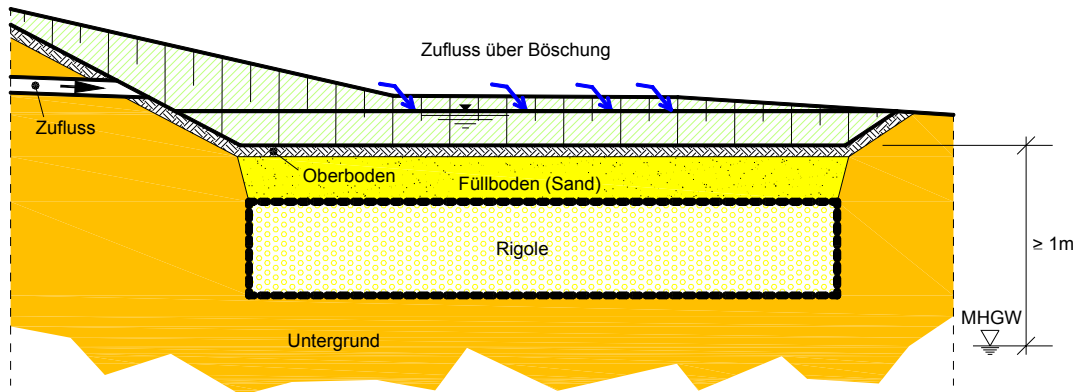 Zufluss über Böschung
Zufluss
Oberboden
Füllboden (Sand)
Rigole
≥ 1m
MHGW
Untergrund